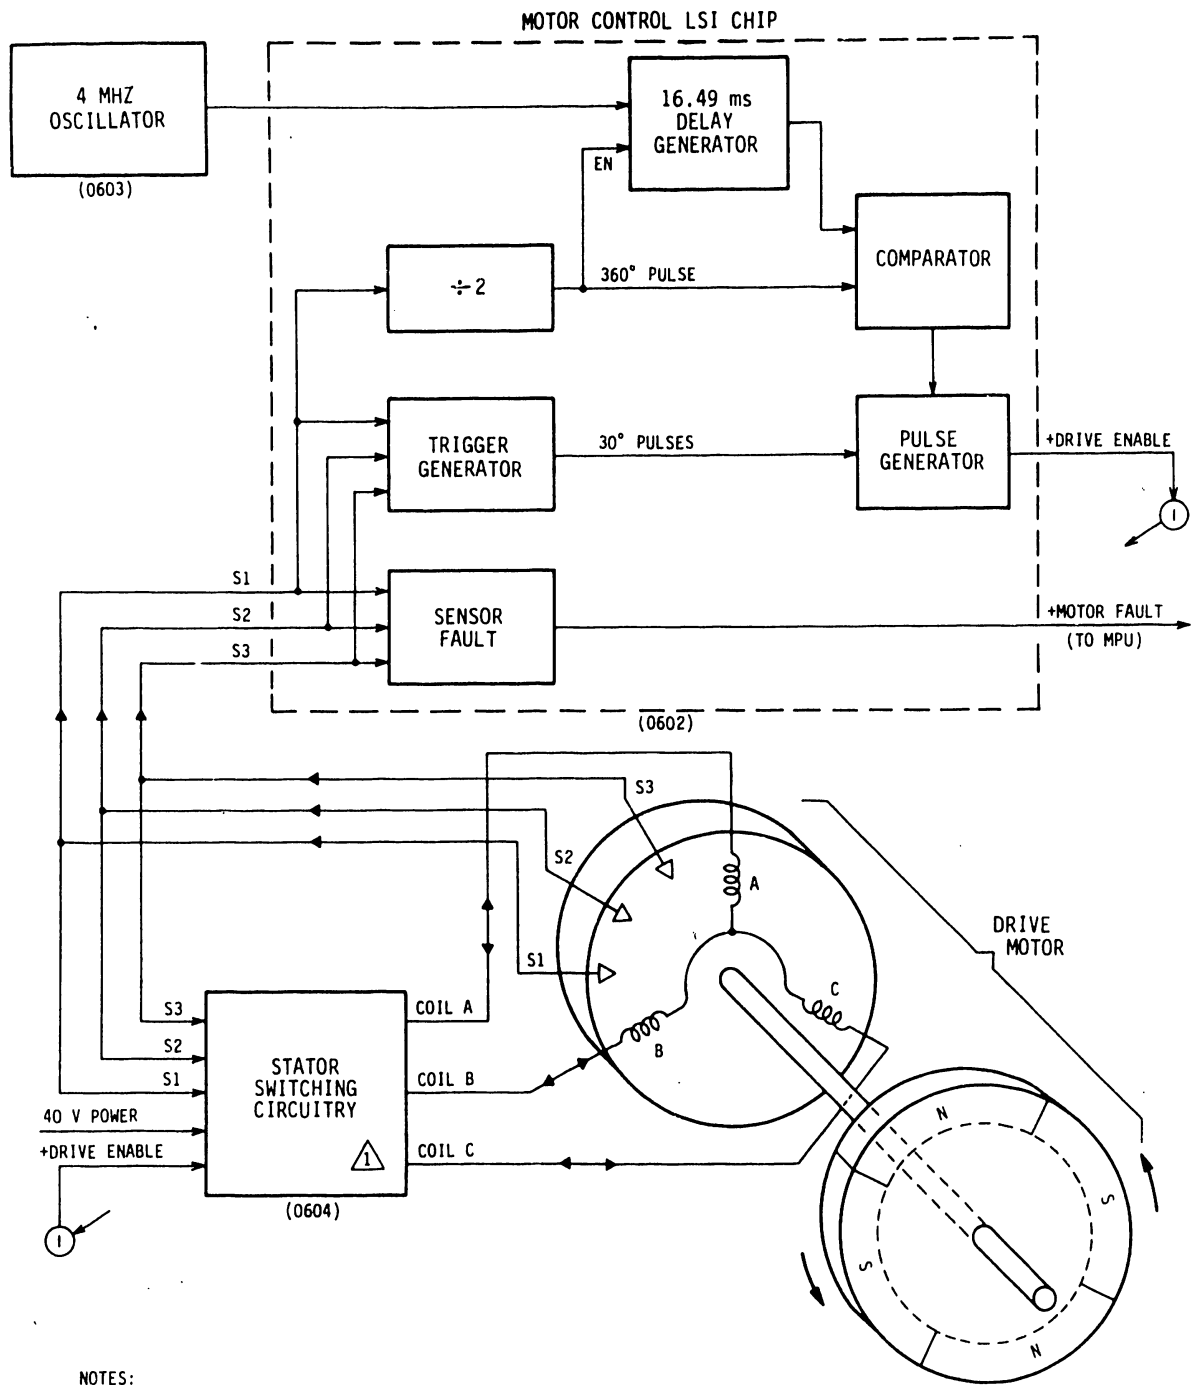 MOTOR CONTROL LSI CHIP
4 MHZ
OSCILLATOR
(0603)
16.49 ms
DELAY
GENERATOR
EN
÷2
360° PULSE
COMPARATOR
TRIGGER
GENERATOR
30° PULSES
PULSE
GENERATOR
+DRIVE ENABLE
1
S1
S2
S3
SENSOR
FAULT
+MOTOR FAULT
(TO MPU)
(0602)
S3
S2
S1
A
B
C
DRIVE
MOTOR
S3
S2
S1
40 V POWER
+DRIVE ENABLE
1
STATOR
SWITCHING
CIRCUITRY
1
(0604)
COIL A
COIL B
COIL C
N
S
S
N
NOTES: